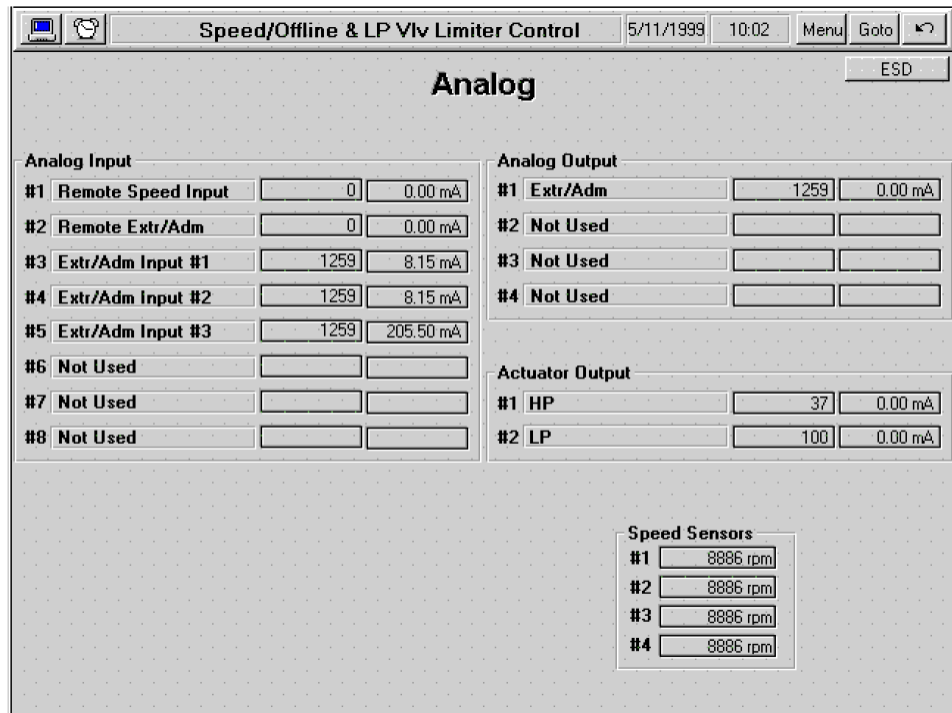 Speed/Offline & LP Vlv Limiter Control 5/11/1999 10:02 Menu Goto
ESD
Analog
Analog Input
#1 Remote Speed Input 0 0.00 mA
#2 Remote Extr/Adm 0 0.00 mA
#3 Extr/Adm Input #1 1259 8.15 mA
#4 Extr/Adm Input #2 1259 8.15 mA
#5 Extr/Adm Input #3 1259 205.50 mA
#6 Not Used
#7 Not Used
#8 Not Used
Analog Output
#1 Extr/Adm 1259 0.00 mA
#2 Not Used
#3 Not Used
#4 Not Used
Actuator Output
#1 HP 37 0.00 mA
#2 LP 100 0.00 mA
Speed Sensors
#1 8886 rpm
#2 8886 rpm
#3 8886 rpm
#4 8886 rpm